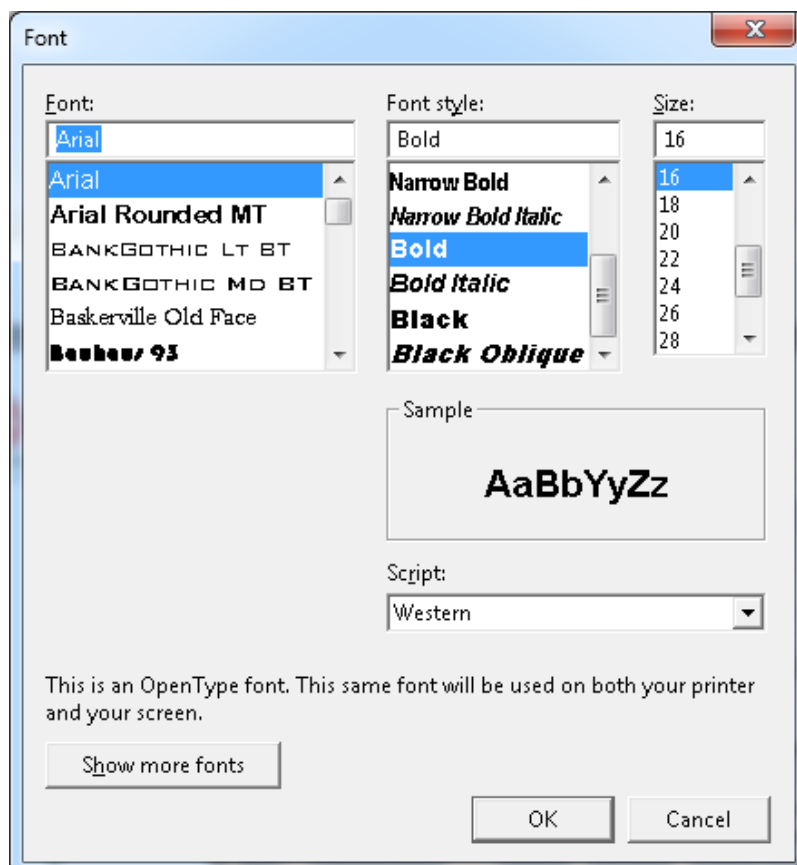 Font
Font:
Font style:
Size:
Arial
Bold
16
Arial
Arial Rounded MT
BankGothic Lt BT
BankGothic Md BT
Baskerville Old Face
Bauhaus 93
Narrow Bold
Narrow Bold Italic
Bold
Bold Italic
Black
Black Oblique
16
18
20
22
24
26
28
Sample
AaBbYyZz
Script:
Western
This is an OpenType font. This same font will be used on both your printer
and your screen.
Show more fonts
OK
Cancel